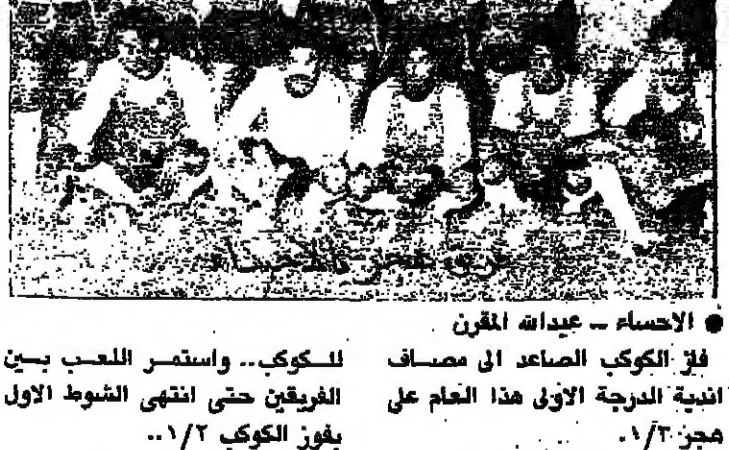 ● الاحساء — عبدالله المقرن
فاز الكوكب الصاعد الى مصاف
اندية الدرجة الاولى هذا العام على
هجر ١/٣.
للكوكب.. واستمر اللعب بين
الفريقين حتى انتهى الشوط الاول
بفوز الكوكب ١/٢..